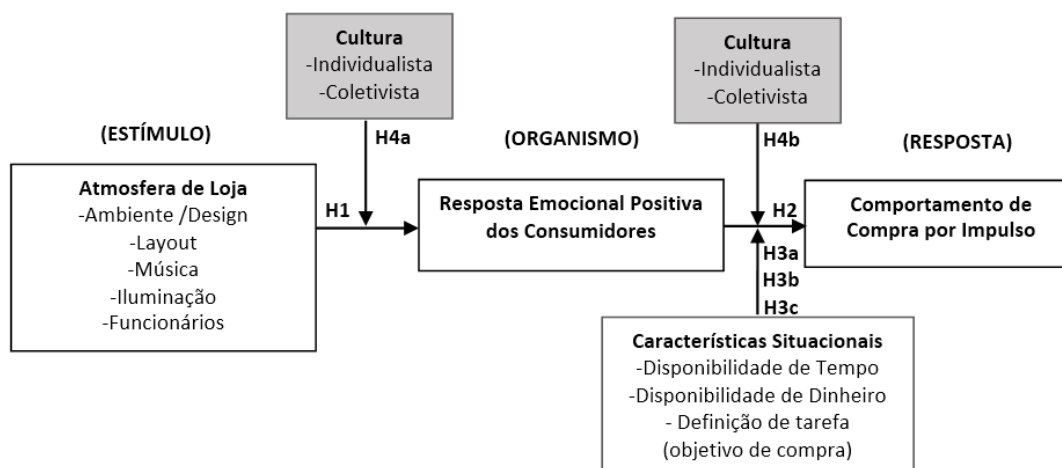 Cultura
-Individualista
-Coletivista
H4a
Cultura
-Individualista
-Coletivista
H4b
(ESTÍMULO)
(ORGANISMO)
(RESPOSTA)
Atmosfera de Loja
-Ambiente /Design
-Layout
-Música
-Iluminação
-Funcionários
H1
Resposta Emocional Positiva
dos Consumidores
H2
H3a
H3b
H3c
Comportamento de
Compra por Impulso
Características Situacionais
-Disponibilidade de Tempo
-Disponibilidade de Dinheiro
- Definição de tarefa
(objetivo de compra)